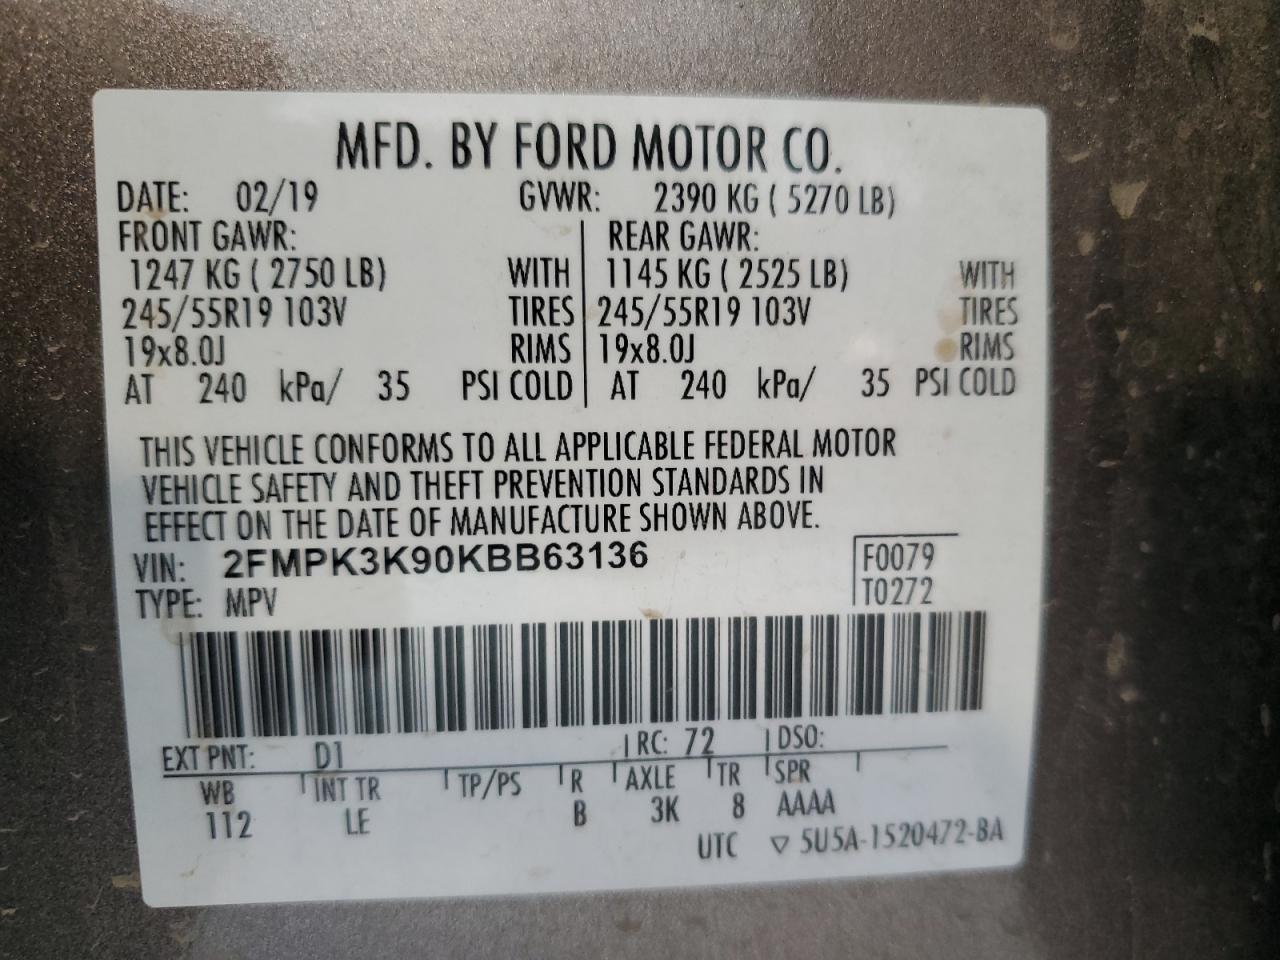 MFD. BY FORD MOTOR CO.
DATE: 02/19 GVWR: 2390 KG ( 5270 LB)
FRONT GAWR: REAR GAWR:
1247 KG ( 2750 LB) WITH 1145 KG ( 2525 LB) WITH
245/55R19 103V TIRES 245/55R19 103V TIRES
19x8.0J RIMS 19x8.0J RIMS
AT 240 kPa/ 35 PSI COLD AT 240 kPa/ 35 PSI COLD
THIS VEHICLE CONFORMS TO ALL APPLICABLE FEDERAL MOTOR
VEHICLE SAFETY AND THEFT PREVENTION STANDARDS IN
EFFECT ON THE DATE OF MANUFACTURE SHOWN ABOVE.
VIN: 2FMPK3K90KBB63136 F0079
TYPE: MPV T0272
EXT PNT: D1 RC: 72 DSO:
WB INT TR TP/PS R AXLE TR SPR
112 LE B 3K 8 AAAA
UTC ▽ 5U5A-1520472-BA